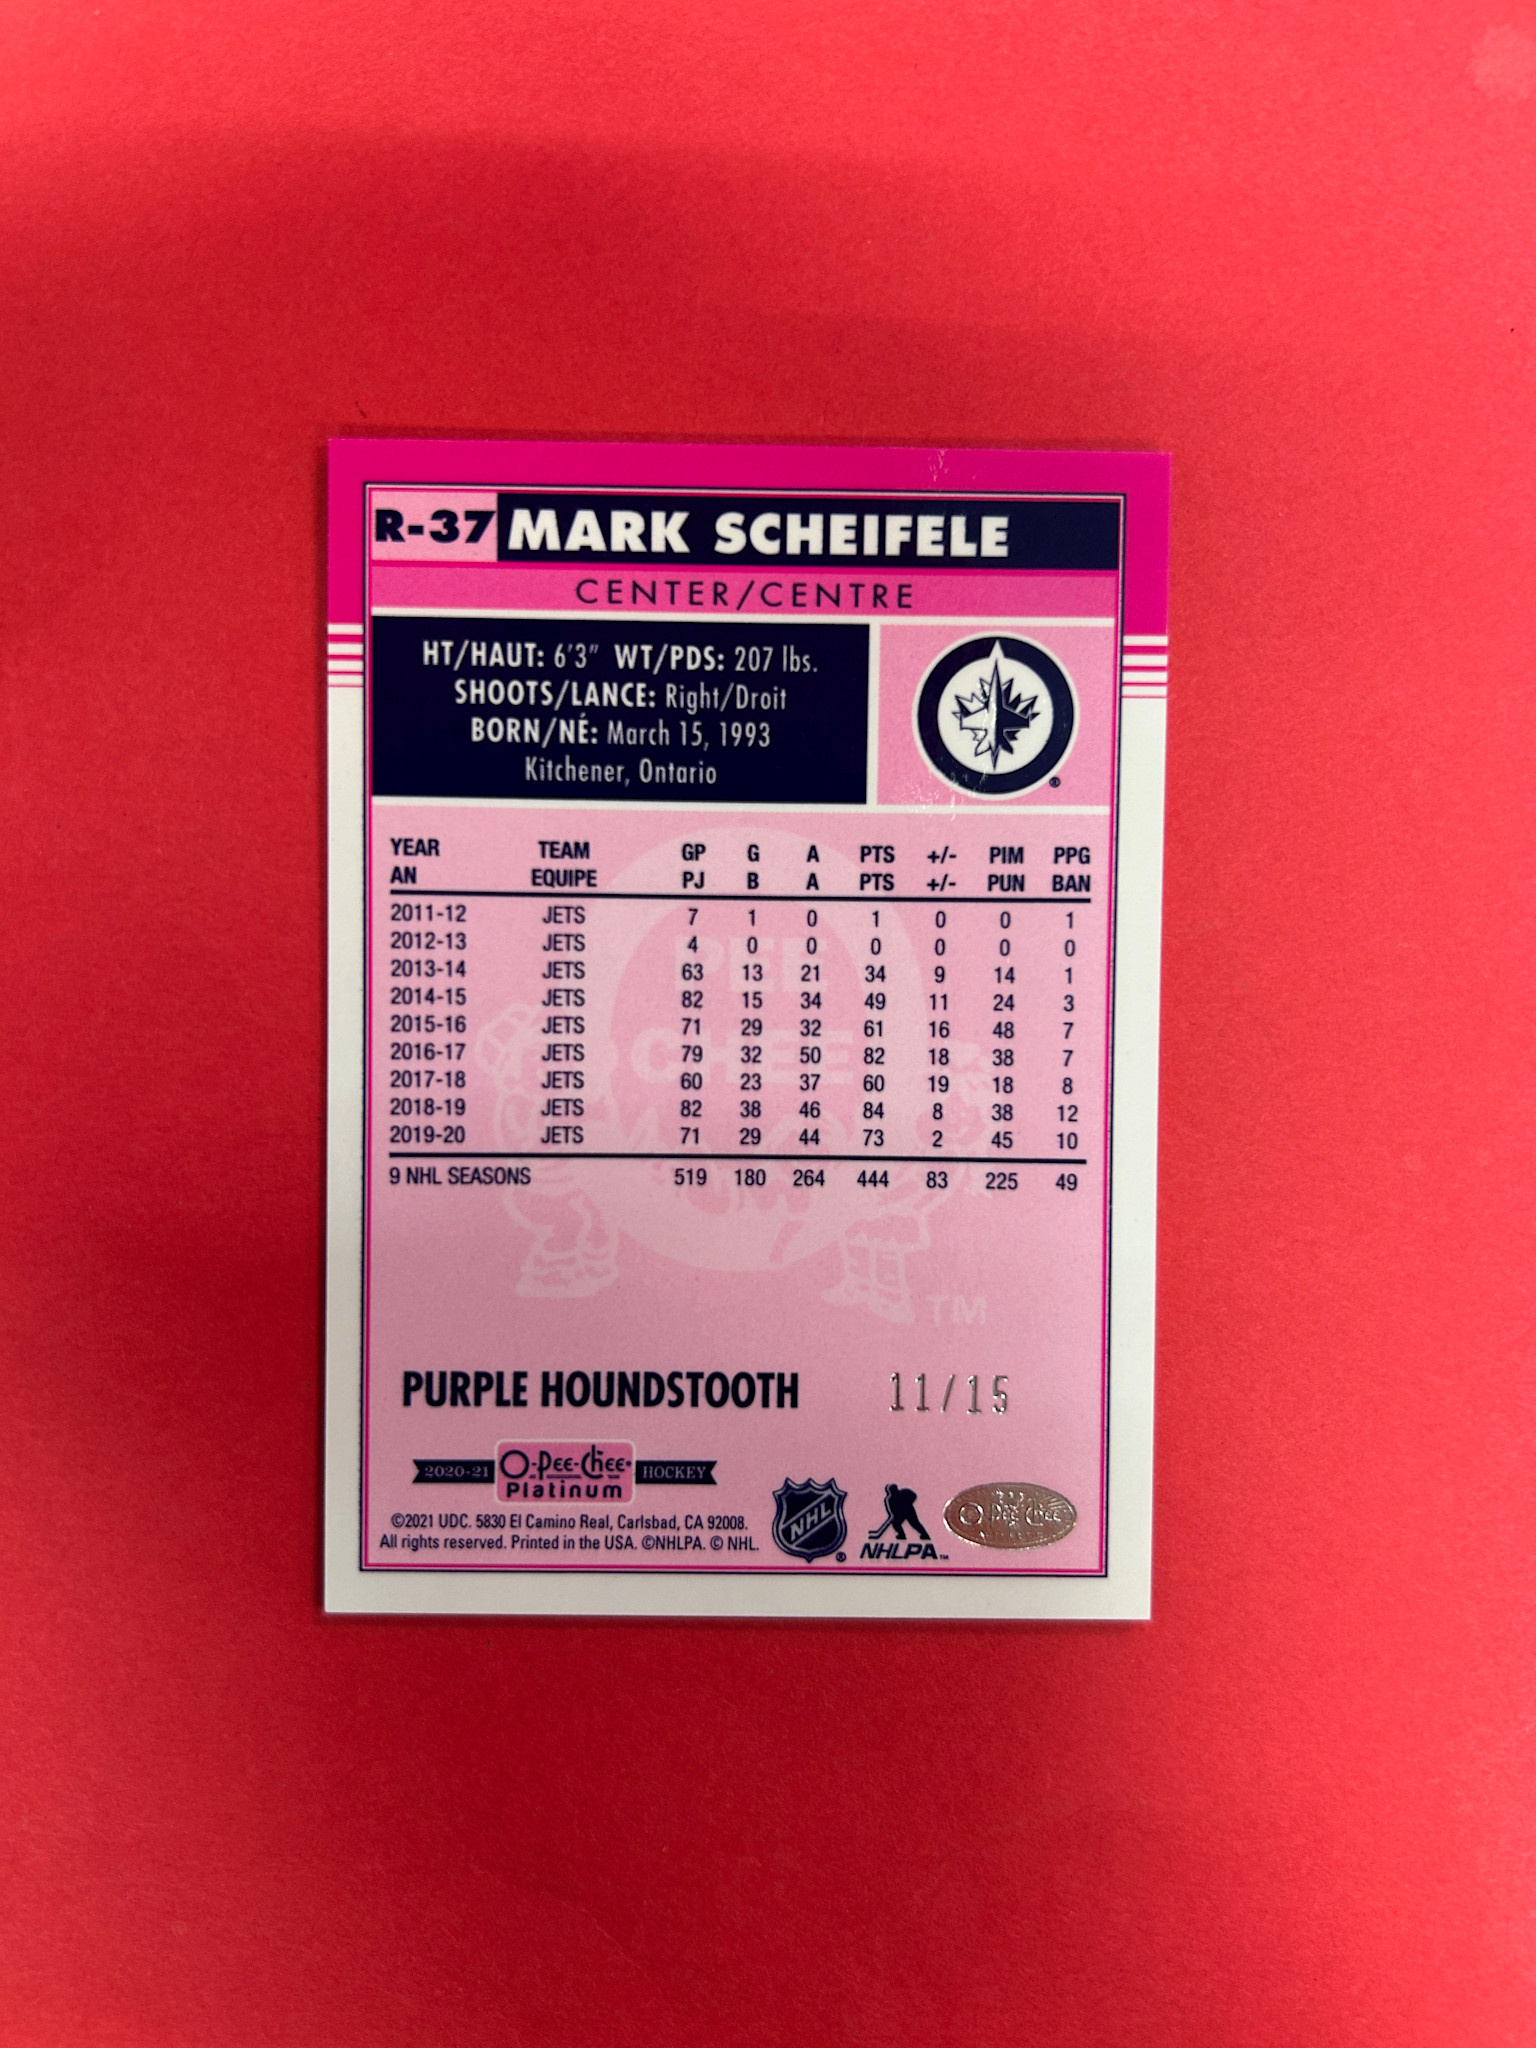 R-37 MARK SCHEIFELE
CENTER/CENTRE
HT/HAUT: 6'3" WT/PDS: 207 lbs.
SHOOTS/LANCE: Right/Droit
BORN/NÉ: March 15, 1993
Kitchener, Ontario
®
YEAR TEAM GP G A PTS +/- PIM PPG
AN EQUIPE PJ B A PTS +/- PUN BAN
2011-12 JETS 7 1 0 1 0 0 1
2012-13 JETS 4 0 0 0 0 0 0
2013-14 JETS 63 13 21 34 9 14 1
2014-15 JETS 82 15 34 49 11 24 3
2015-16 JETS 71 29 32 61 16 48 7
2016-17 JETS 79 32 50 82 18 38 7
2017-18 JETS 60 23 37 60 19 18 8
2018-19 JETS 82 38 46 84 8 38 12
2019-20 JETS 71 29 44 73 2 45 10
9 NHL SEASONS 519 180 264 444 83 225 49
PEE
CHEE
TM
PURPLE HOUNDSTOOTH 11/15
2020-21 O-Pee-Chee Platinum HOCKEY
©2021 UDC. 5830 El Camino Real, Carlsbad, CA 92008.
All rights reserved. Printed in the USA. ©NHLPA. © NHL.
NHL ®
NHLPA™
O-Pee-Chee